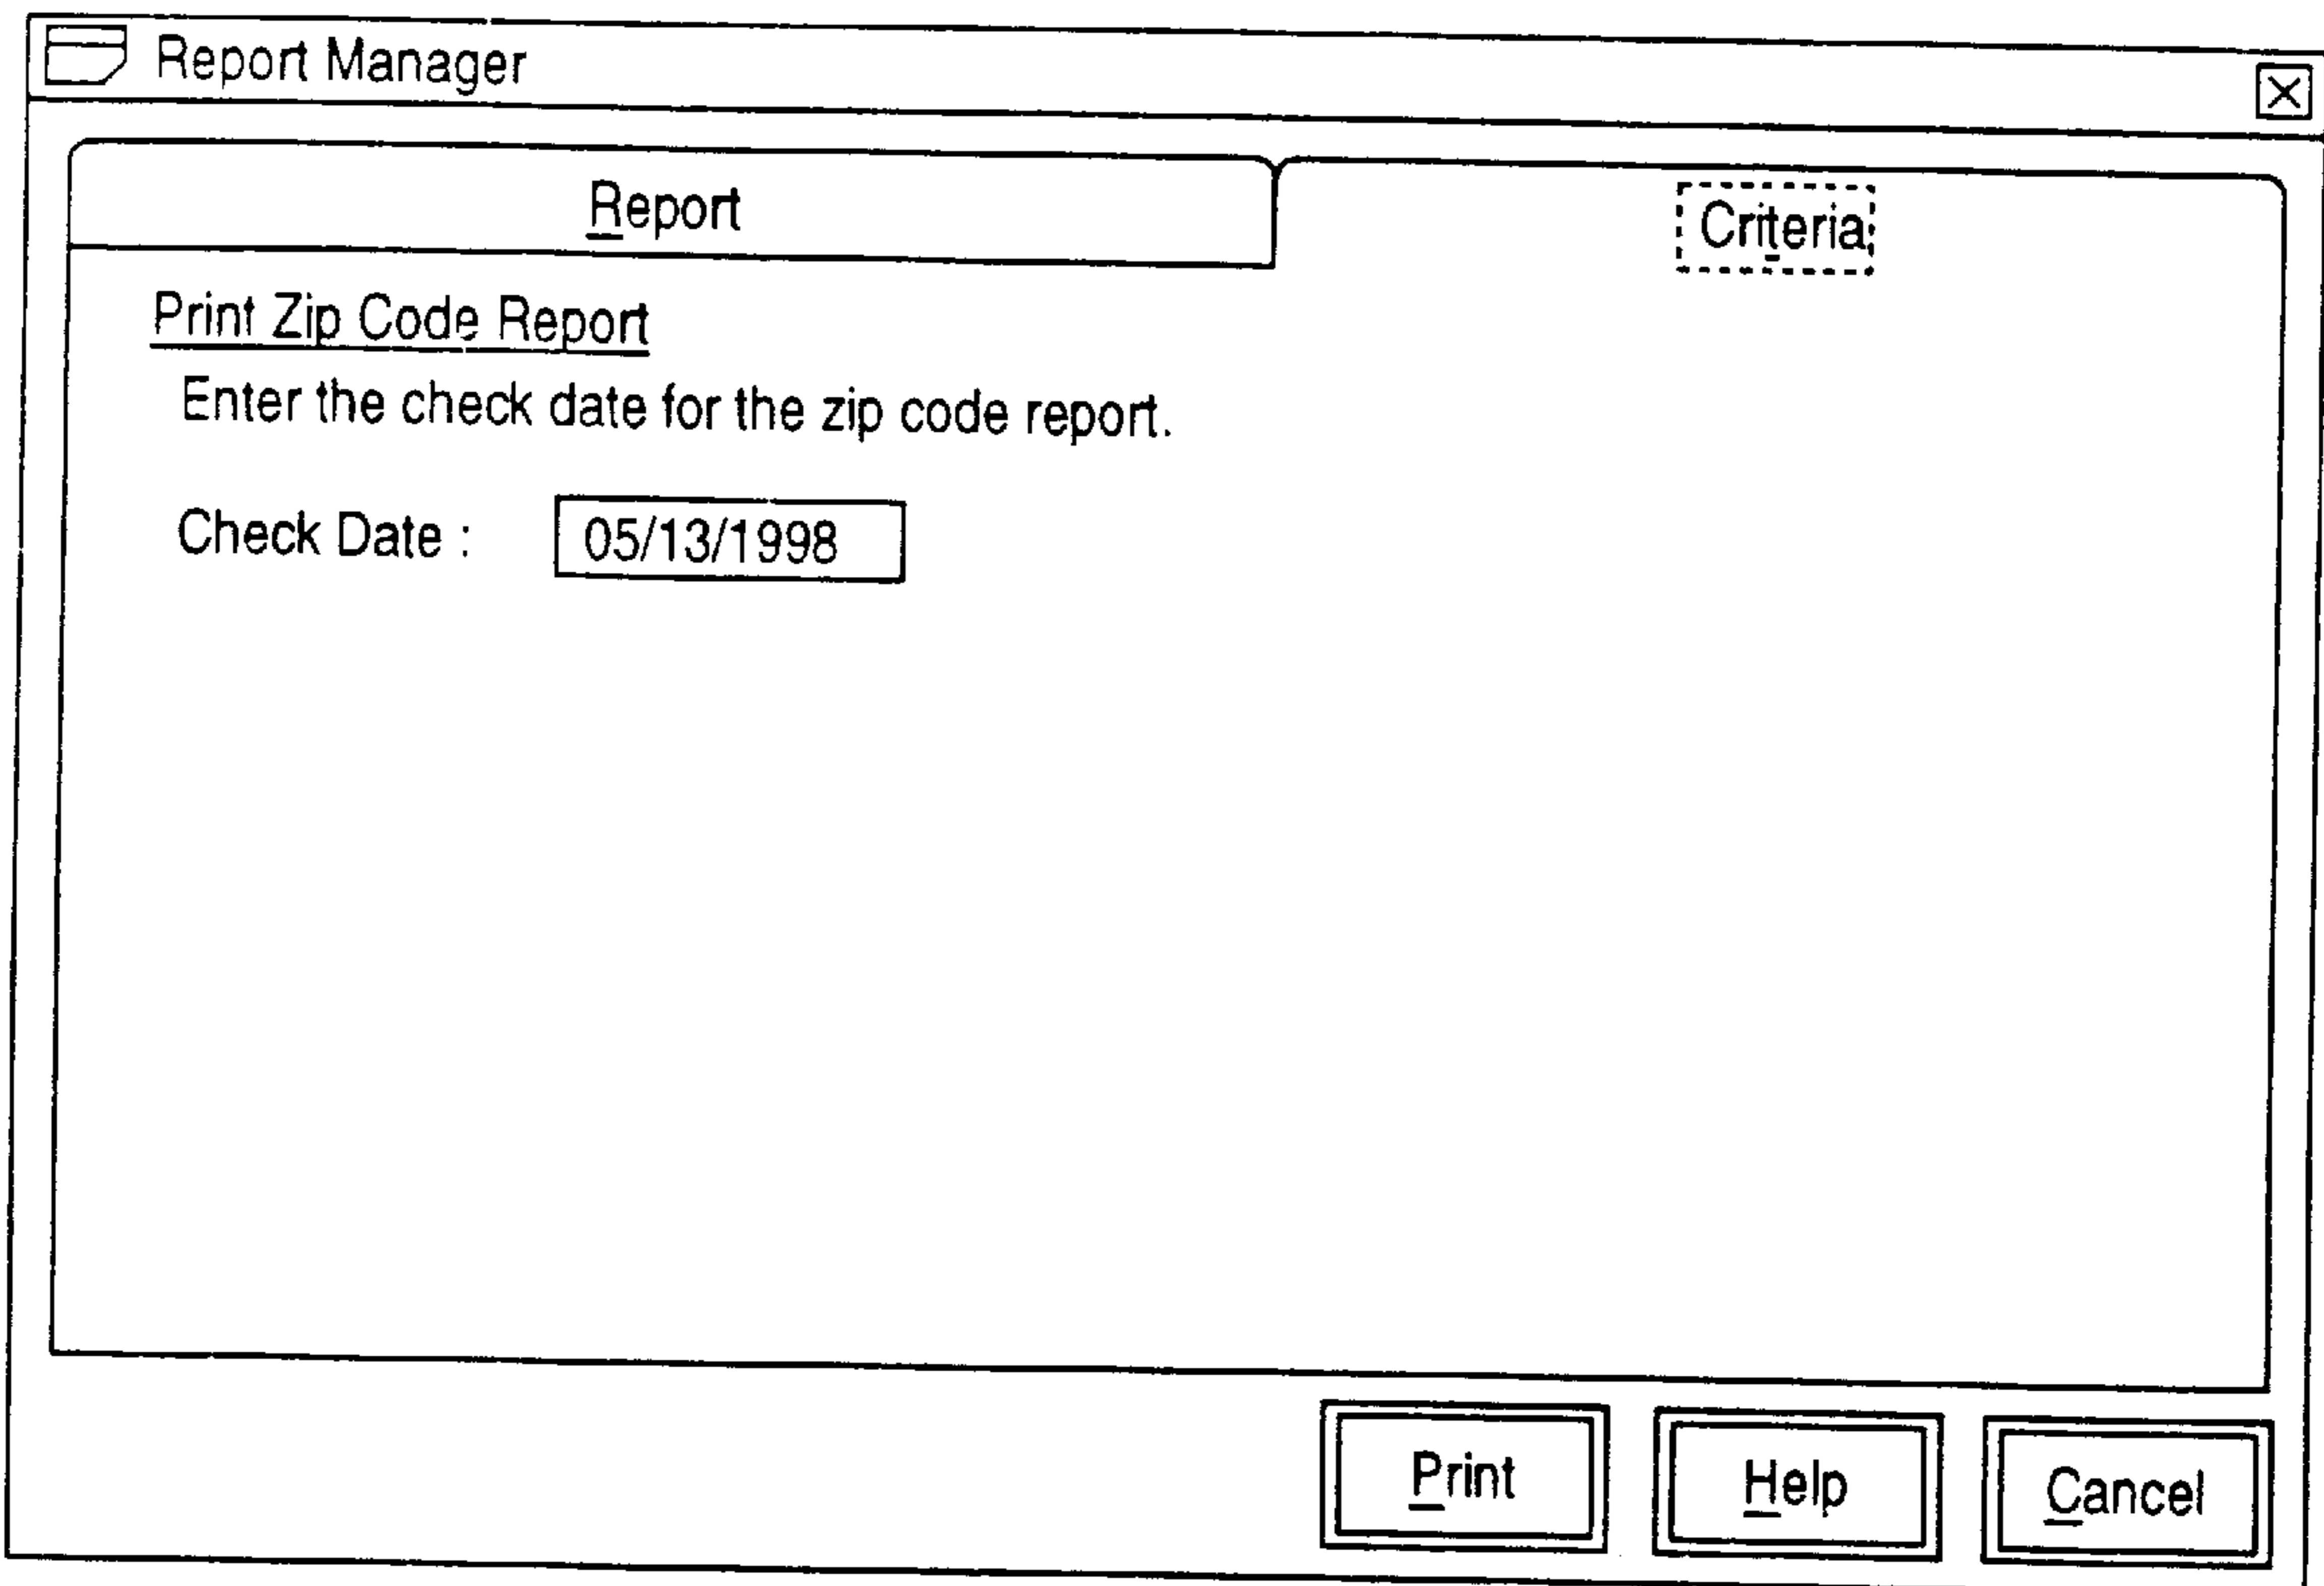 Report Manager
Report
Criteria
Print Zip Code Report
Enter the check date for the zip code report.
Check Date : 05/13/1998
Print Help Cancel